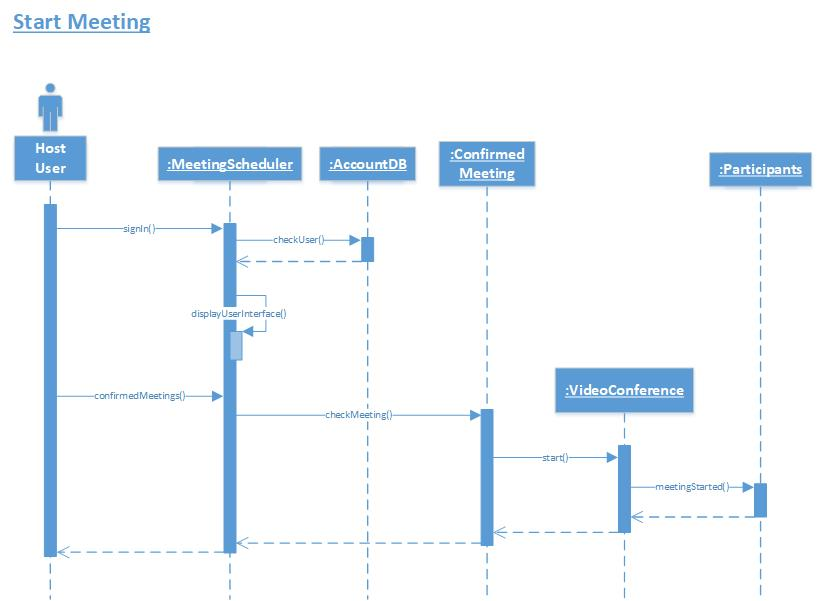 Start Meeting
Host
User
:MeetingScheduler
:AccountDB
:Confirmed
Meeting
:Participants
signIn()
checkUser()
displayUserInterface()
:VideoConference
confirmedMeetings()
checkMeeting()
start()
meetingStarted()